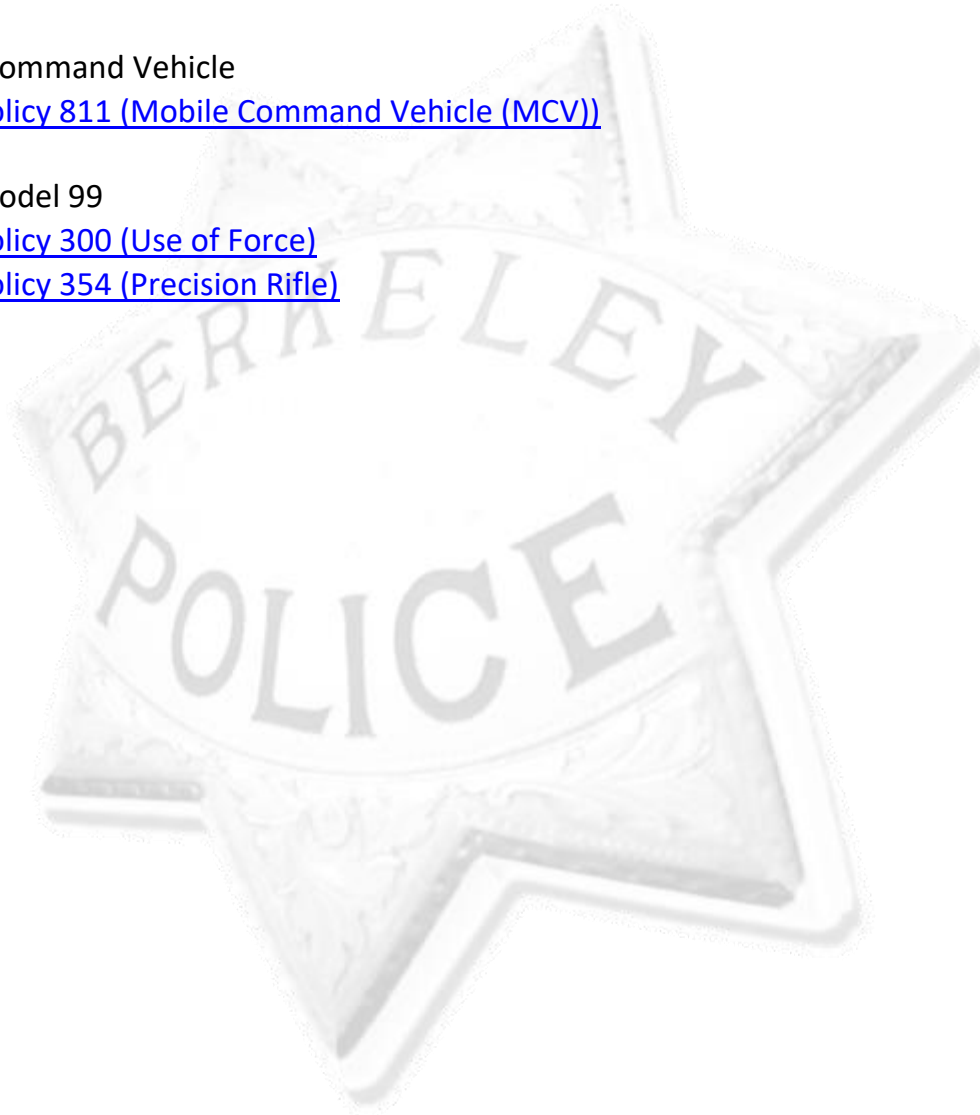 ommand Vehicle
olicy 811 (Mobile Command Vehicle (MCV))
odel 99
olicy 300 (Use of Force)
olicy 354 (Precision Rifle)
BERKELEY
POLICE